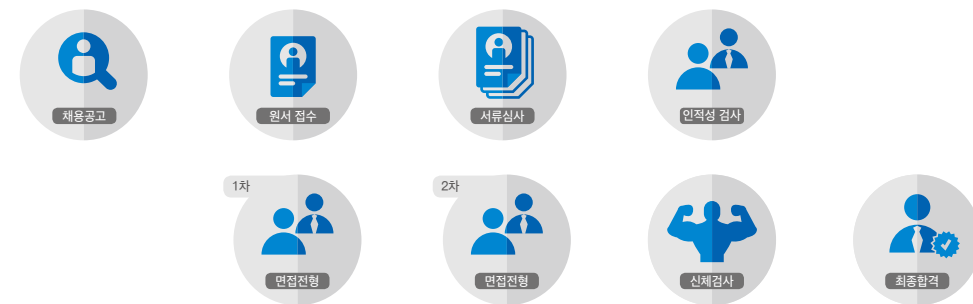 채용공고
원서 접수
서류심사
인적성 검사
1차
면접전형
2차
면접전형
신체검사
최종합격